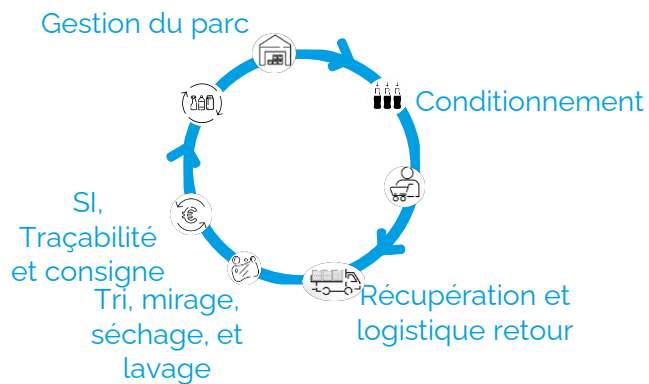 Gestion du parc
Conditionnement
SI,
Traçabilité
et consigne
Tri, mirage,
séchage, et
lavage
Récupération et
logistique retour